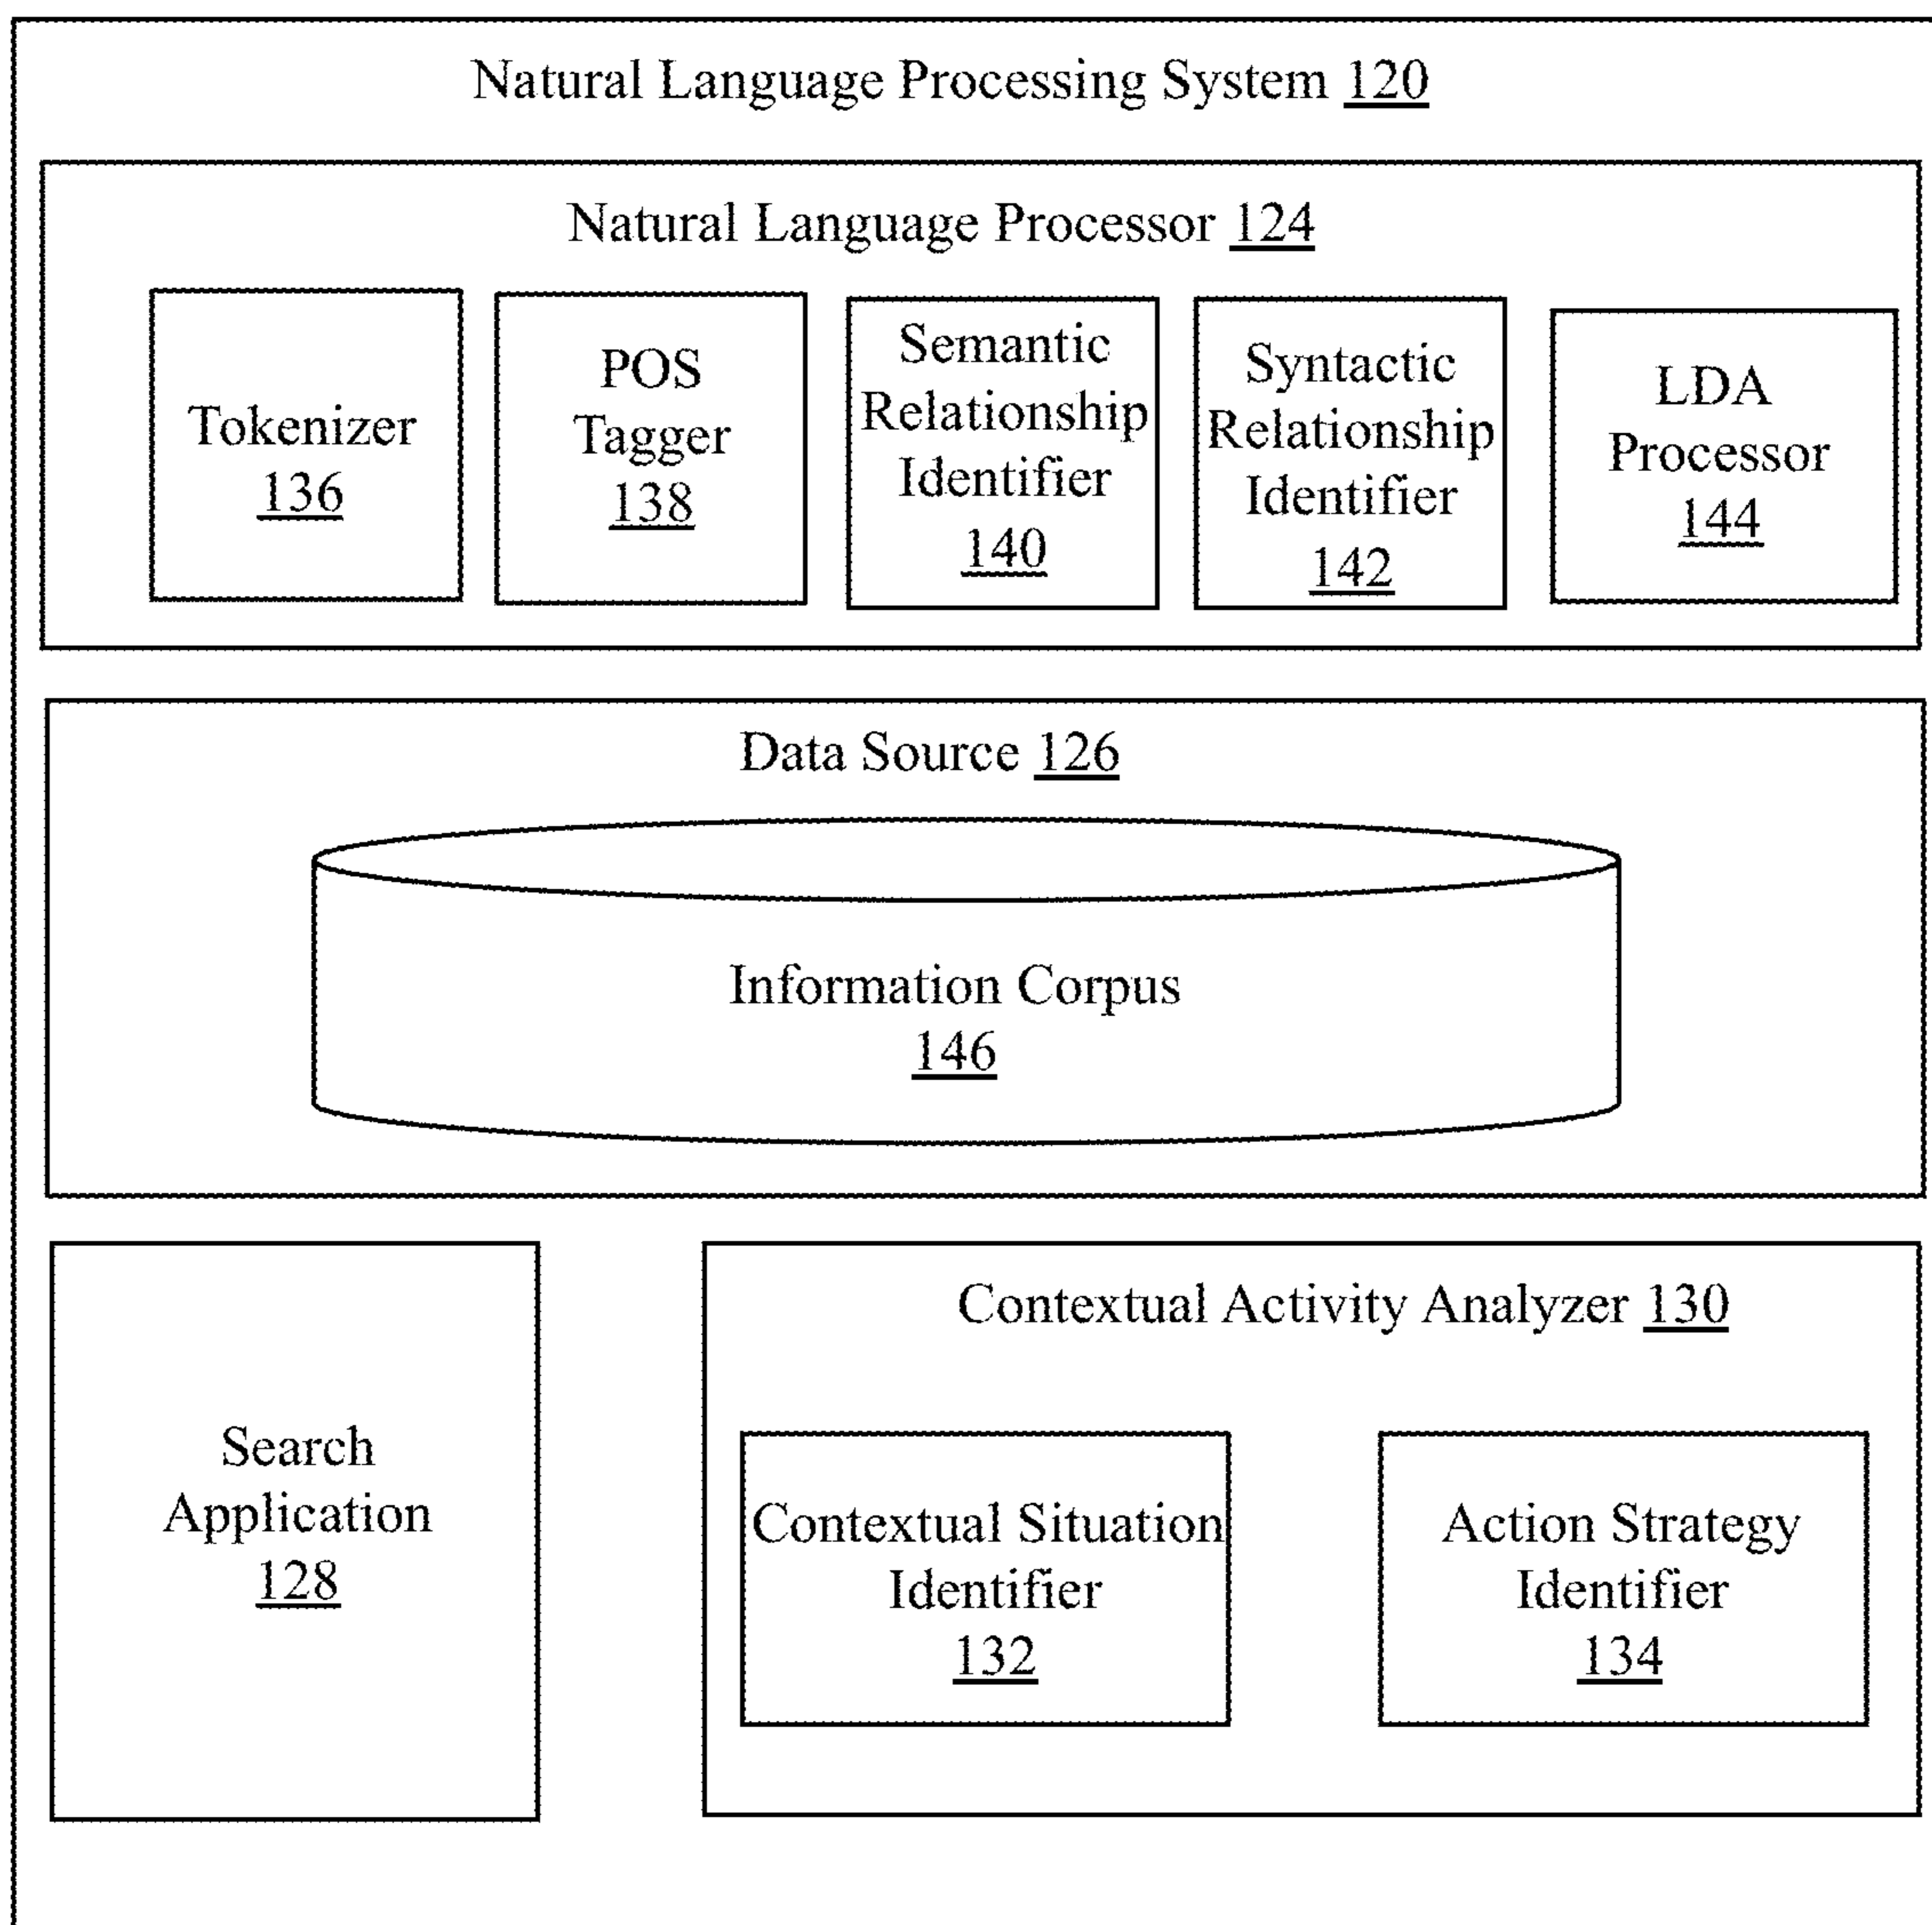 Natural Language Processing System 120
Natural Language Processor 124
Tokenizer
136
POS
Tagger
138
Semantic
Relationship
Identifier
140
Syntactic
Relationship
Identifier
142
LDA
Processor
144
Data Source 126
Information Corpus
146
Search
Application
128
Contextual Activity Analyzer 130
Contextual Situation
Identifier
132
Action Strategy
Identifier
134